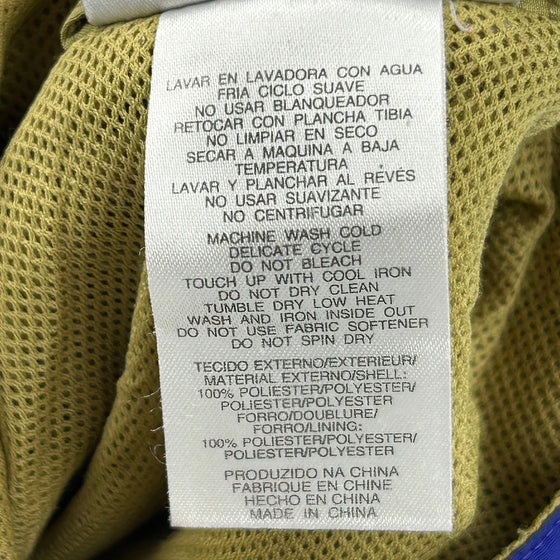 LAVAR EN LAVADORA CON AGUA
FRIA CICLO SUAVE
NO USAR BLANQUEADOR
RETOCAR CON PLANCHA TIBIA
NO LIMPIAR EN SECO
SECAR A MAQUINA A BAJA
TEMPERATURA
LAVAR Y PLANCHAR AL REVÉS
NO USAR SUAVIZANTE
NO CENTRIFUGAR
MACHINE WASH COLD
DELICATE CYCLE
DO NOT BLEACH
TOUCH UP WITH COOL IRON
DO NOT DRY CLEAN
TUMBLE DRY LOW HEAT
WASH AND IRON INSIDE OUT
DO NOT USE FABRIC SOFTENER
DO NOT SPIN DRY
TECIDO EXTERNO/EXTERIEUR/
MATERIAL EXTERNO/SHELL:
100% POLIESTER/POLYESTER/
POLIESTER/POLYESTER
FORRO/DOUBLURE/
FORRO/LINING:
100% POLIESTER/POLYESTER/
POLIESTER/POLYESTER
PRODUZIDO NA CHINA
FABRIQUE EN CHINE
HECHO EN CHINA
MADE IN CHINA